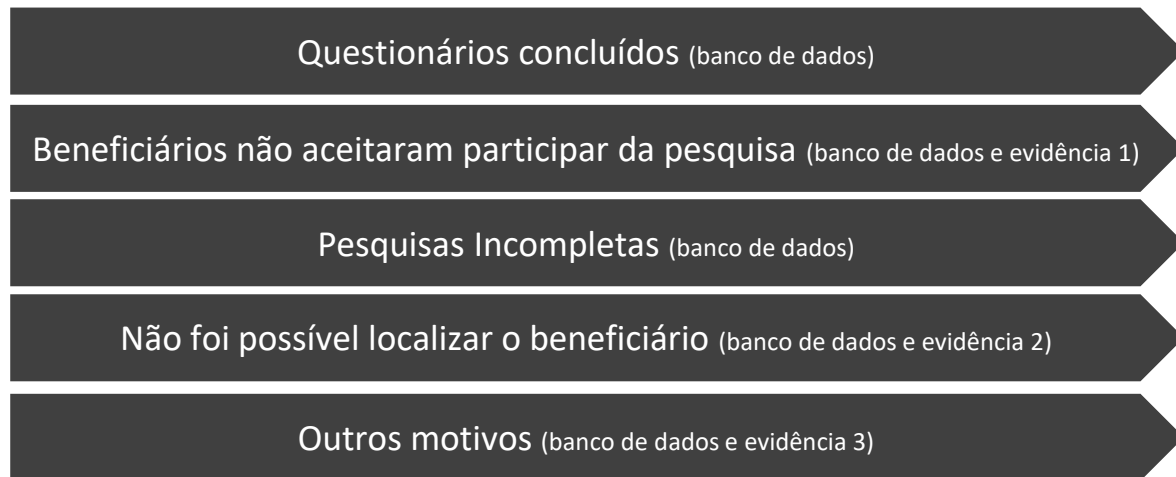 Questionários concluídos (banco de dados)
Beneficiários não aceitaram participar da pesquisa (banco de dados e evidência 1)
Pesquisas Incompletas (banco de dados)
Não foi possível localizar o beneficiário (banco de dados e evidência 2)
Outros motivos (banco de dados e evidência 3)